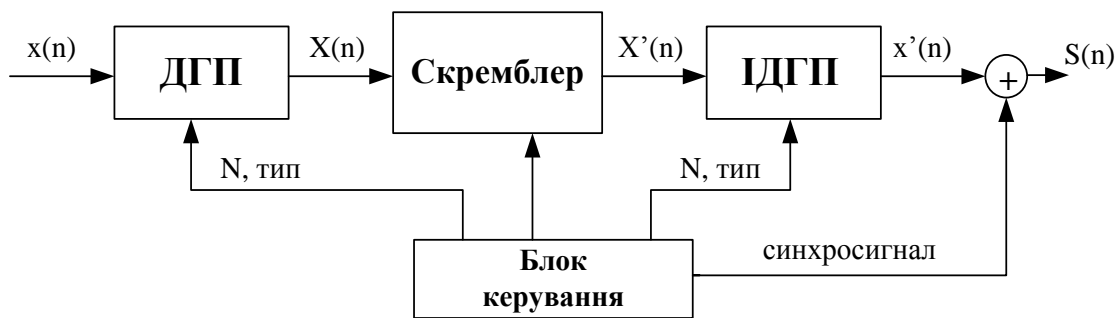 x(n)
ДГП
X(n)
Скремблер
X’(n)
ІДГП
x’(n)
+
S(n)
N, тип
N, тип
синхросигнал
Блок
керування